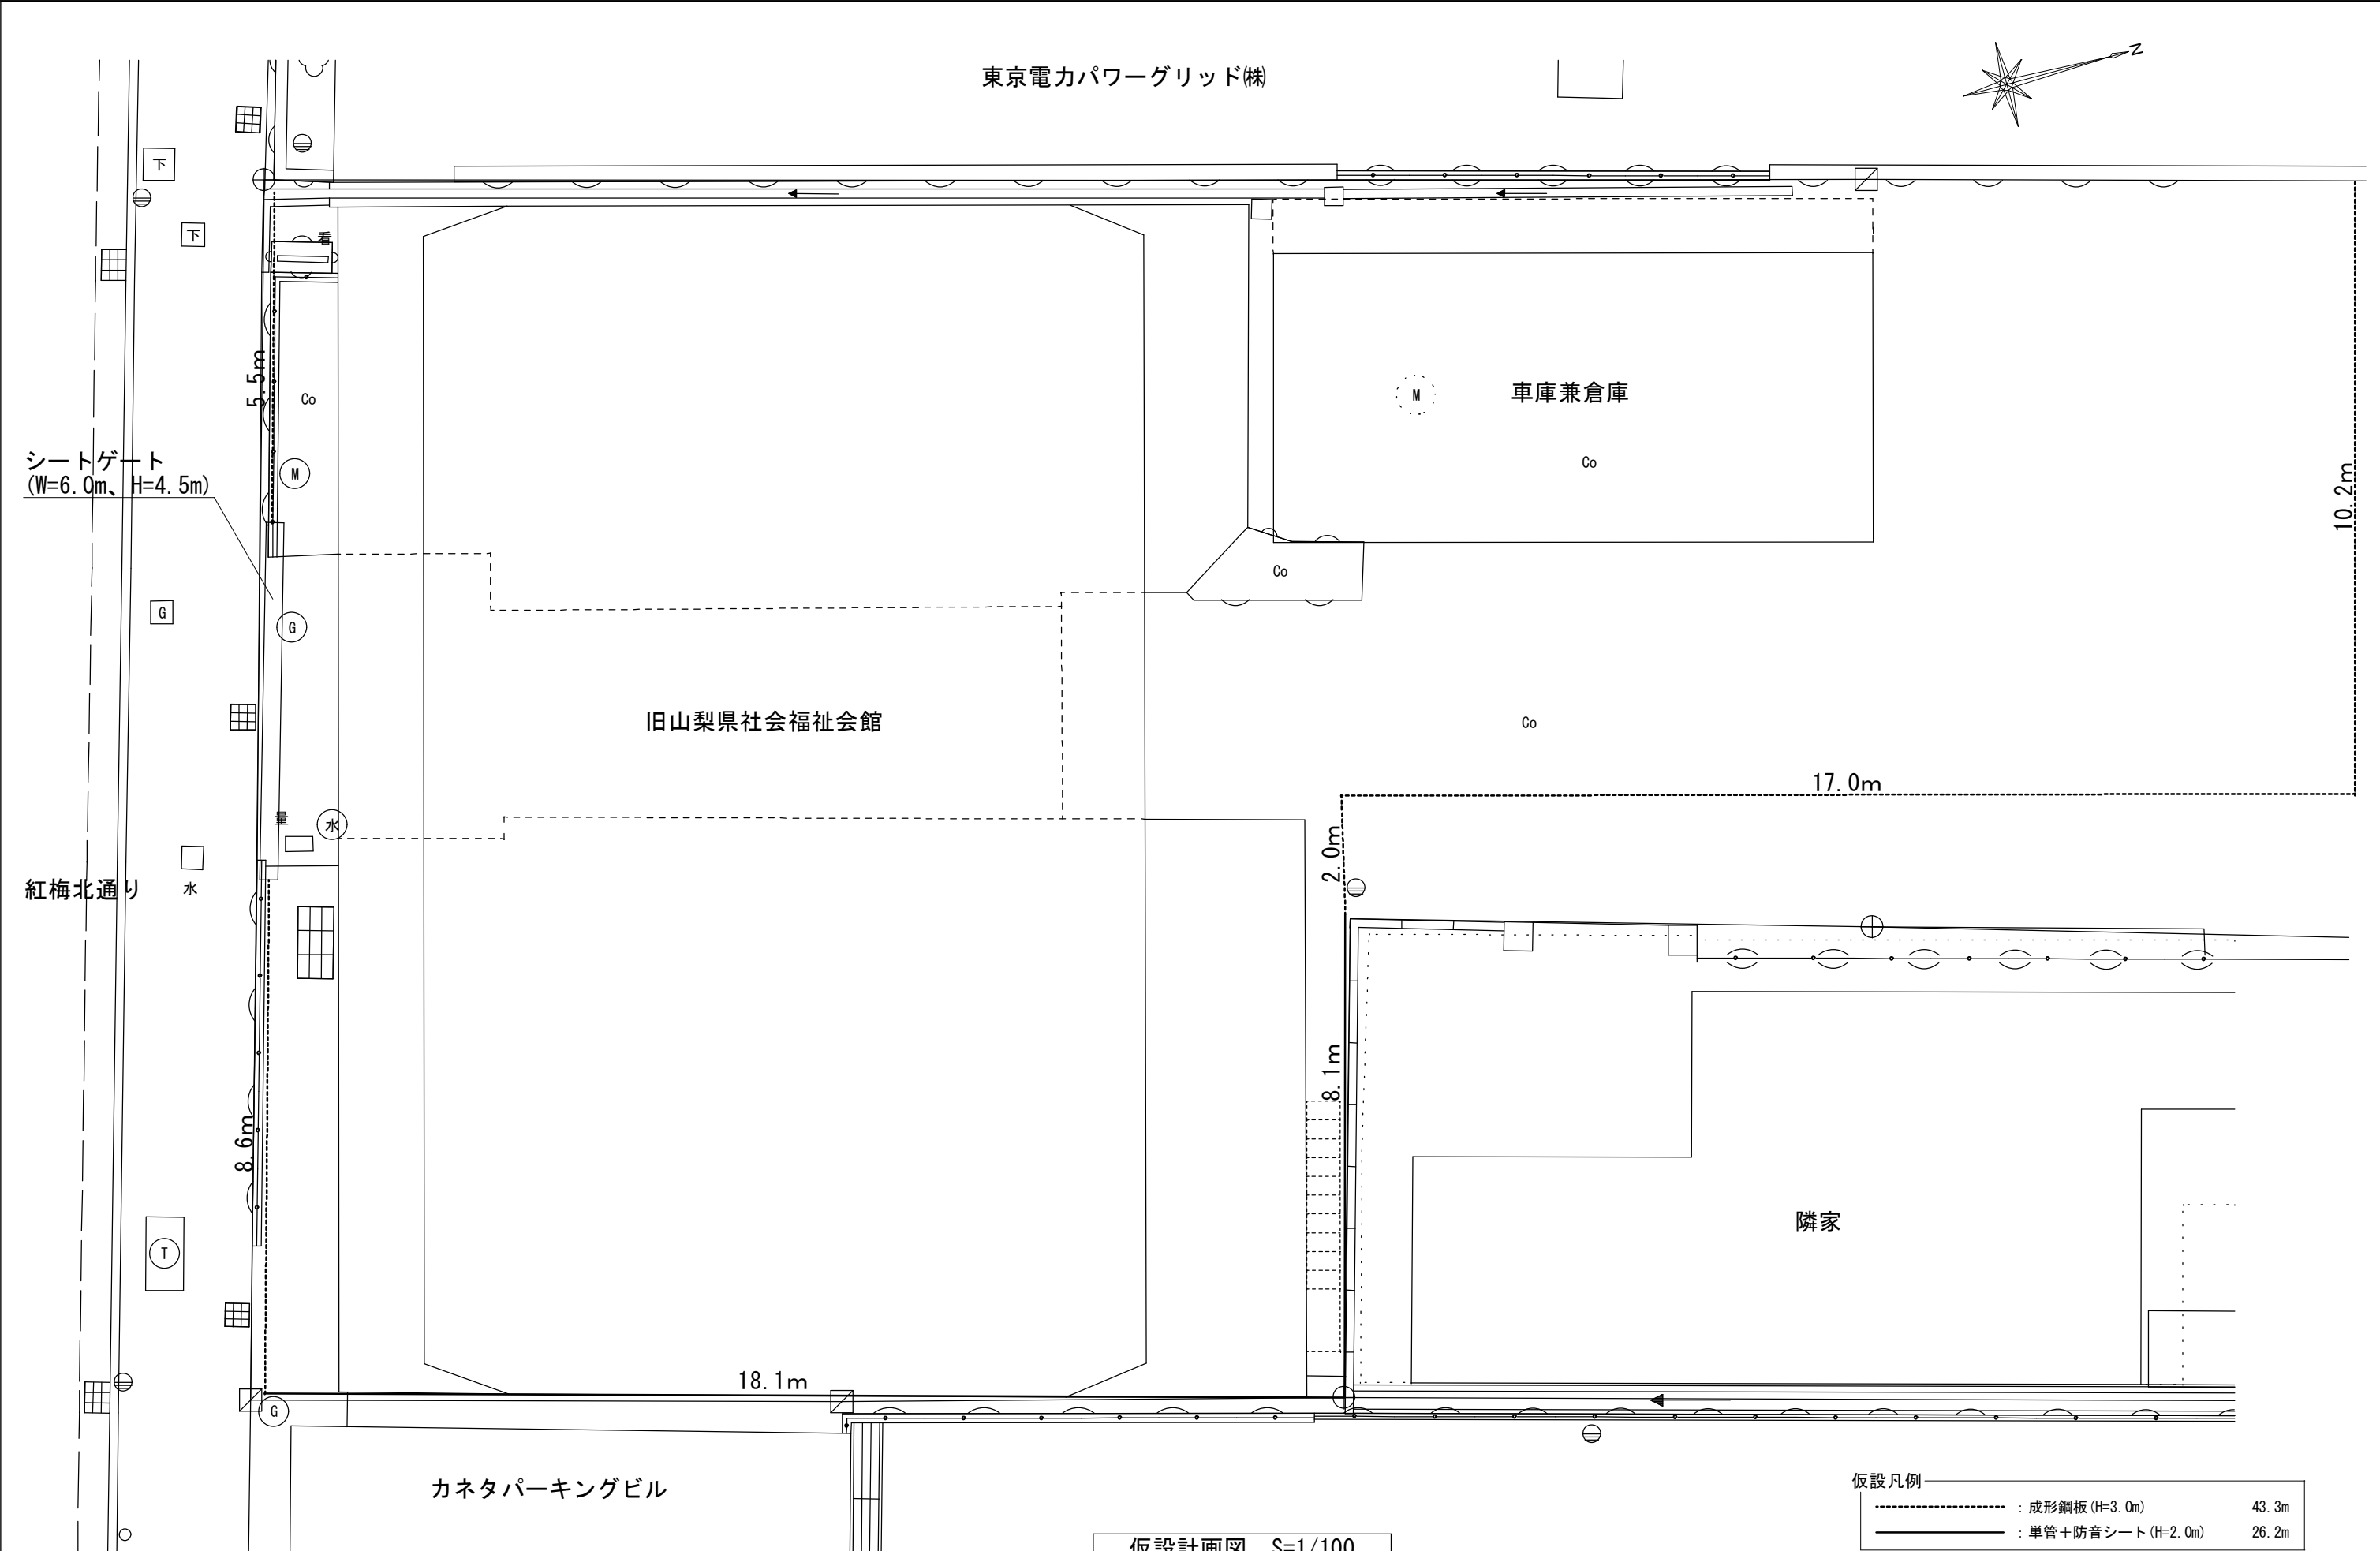 東京電力パワーグリッド㈱
N
下
下
看
5.5m
Co
M
車庫兼倉庫
Co
シートゲート
(W=6.0m、H=4.5m)
M
10.2m
Co
G
G
旧山梨県社会福祉会館
Co
17.0m
量
水
2.0m
紅梅北通り
水
8.1m
8.6m
隣家
T
18.1m
G
カネタパーキングビル
仮設凡例
:成形鋼板(H=3.0m) 43.3m
:単管+防音シート(H=2.0m) 26.2m
仮設計画図 S=1/100